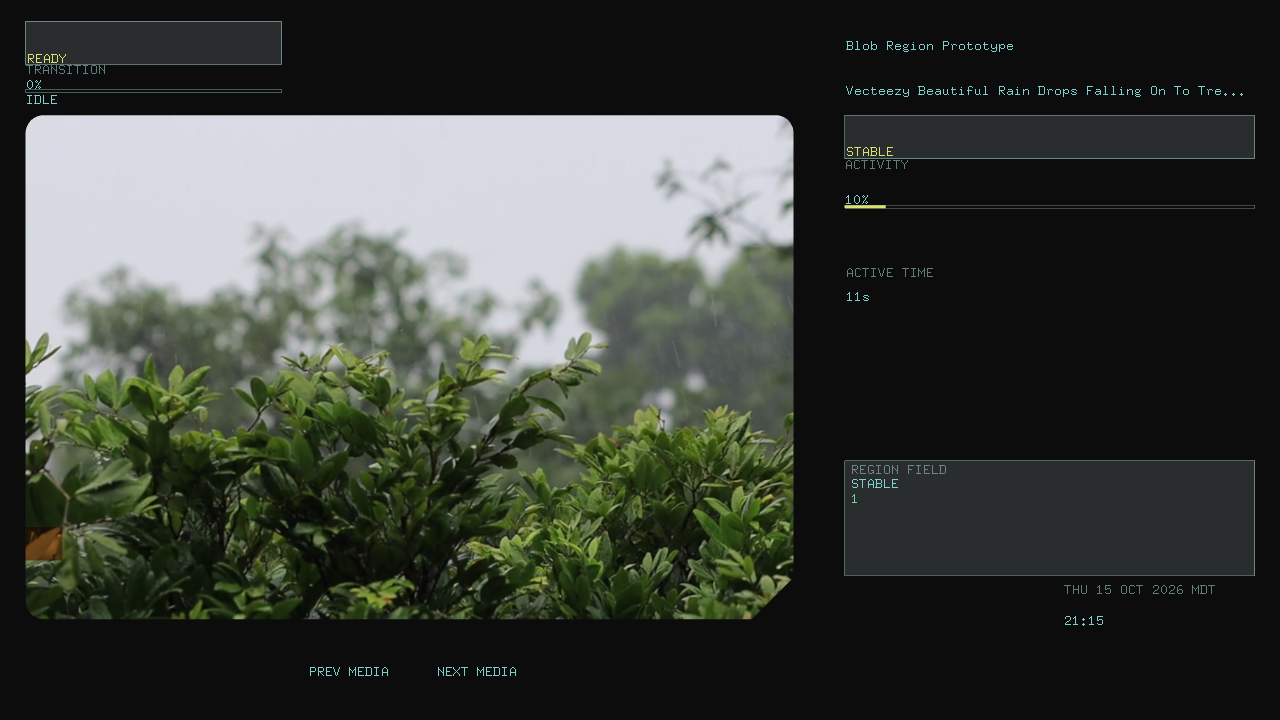 READY
TRANSITION
0%
IDLE
Blob Region Prototype
Vecteezy Beautiful Rain Drops Falling On To Tre...
STABLE
ACTIVITY
10%
ACTIVE TIME
11s
REGION FIELD
STABLE
1
THU 15 OCT 2026 MDT
21:15
PREV MEDIA
NEXT MEDIA